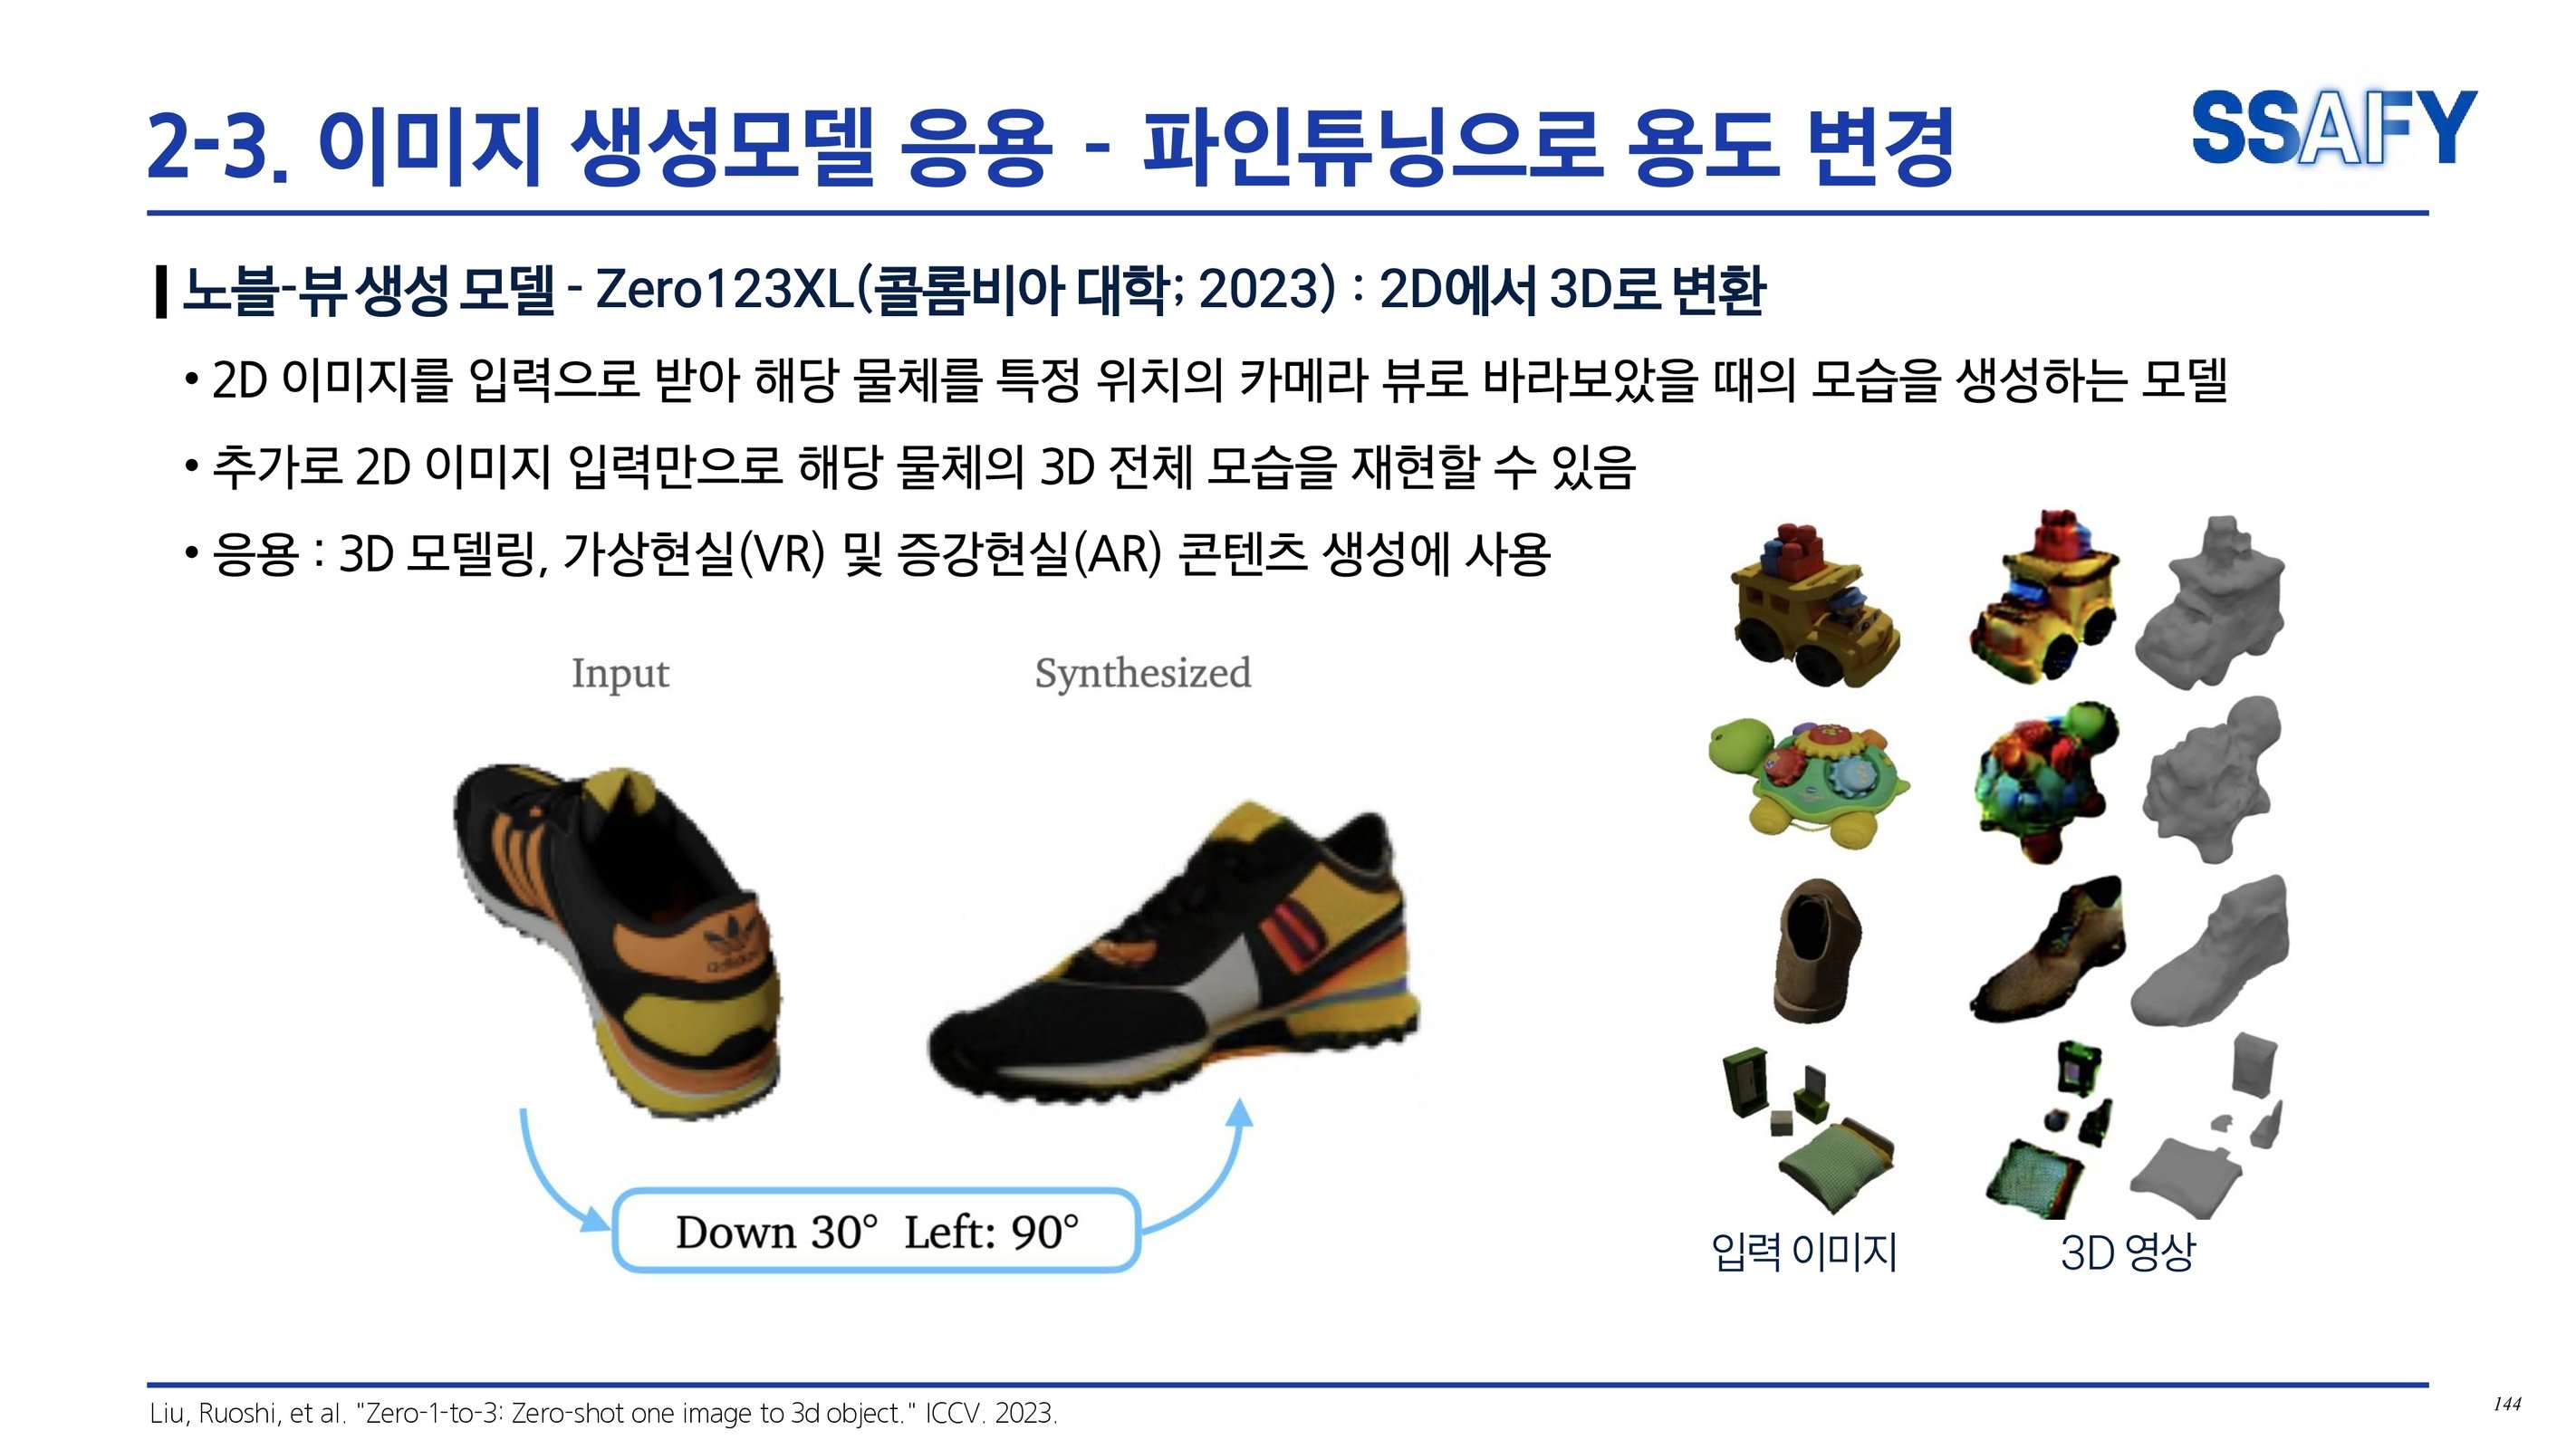 2-3. 이미지 생성모델 응용 - 파인튜닝으로 용도 변경
SSAFY
노블-뷰 생성 모델 - Zero123XL(콜롬비아 대학; 2023) : 2D에서 3D로 변환
• 2D 이미지를 입력으로 받아 해당 물체를 특정 위치의 카메라 뷰로 바라보았을 때의 모습을 생성하는 모델
• 추가로 2D 이미지 입력만으로 해당 물체의 3D 전체 모습을 재현할 수 있음
• 응용 : 3D 모델링, 가상현실(VR) 및 증강현실(AR) 콘텐츠 생성에 사용
Input
Synthesized
adidas
Down 30° Left: 90°
입력 이미지
3D 영상
Liu, Ruoshi, et al. "Zero-1-to-3: Zero-shot one image to 3d object." ICCV. 2023.
144